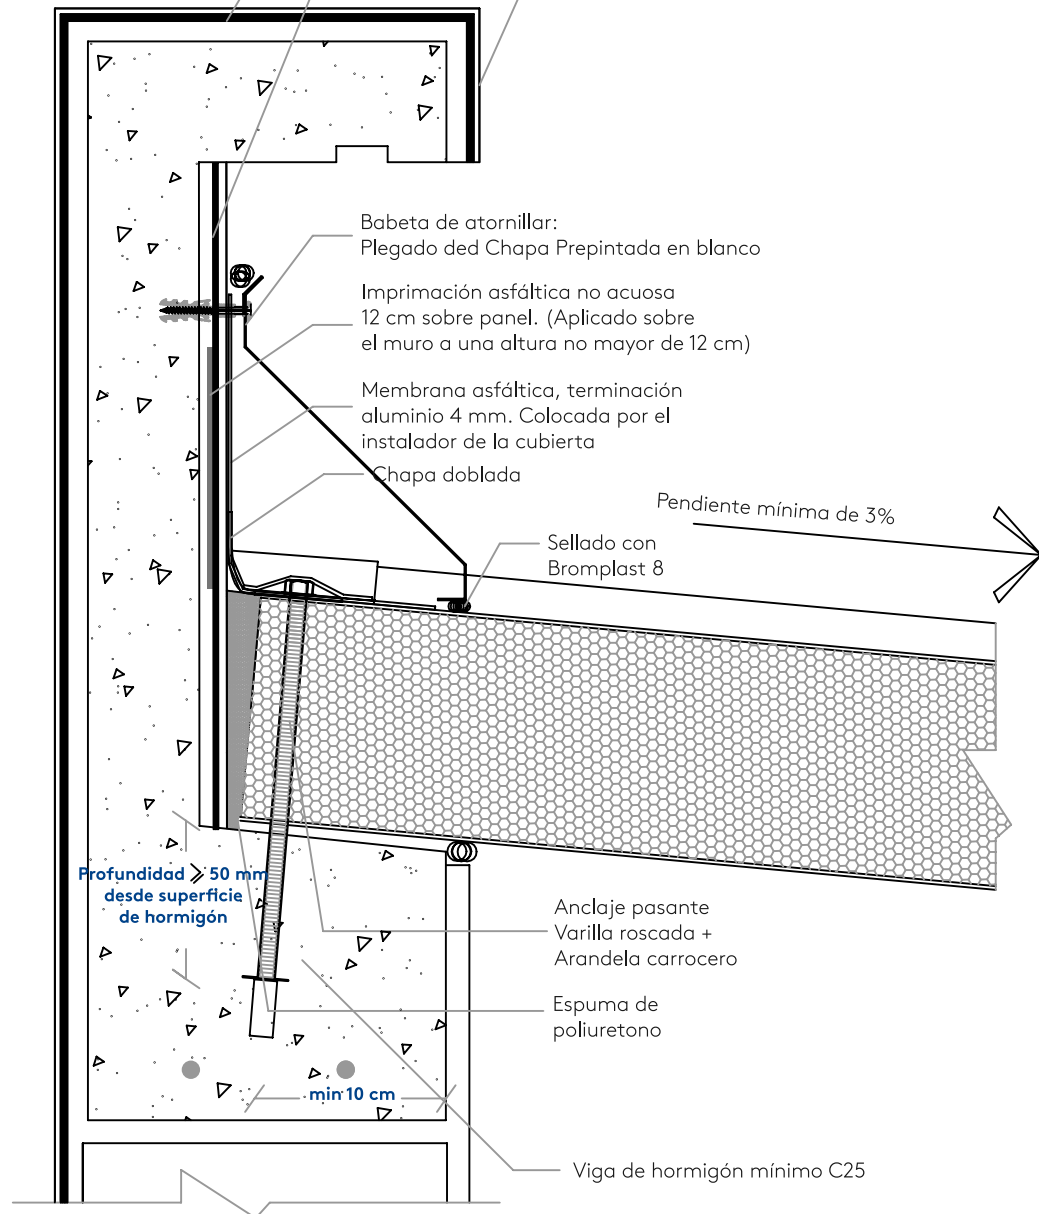 Babeta de atornillar:
Plegado ded Chapa Prepintada en blanco
Imprimación asfáltica no acuosa
12 cm sobre panel. (Aplicado sobre
el muro a una altura no mayor de 12 cm)
Membrana asfáltica, terminación
aluminio 4 mm. Colocada por el
instalador de la cubierta
Chapa doblada
Pendiente mínima de 3%
Sellado con
Bromplast 8
Profundidad ⩾ 50 mm
desde superficie
de hormigón
Anclaje pasante
Varilla roscada +
Arandela carrocero
Espuma de
poliuretono
min 10 cm
Viga de hormigón mínimo C25